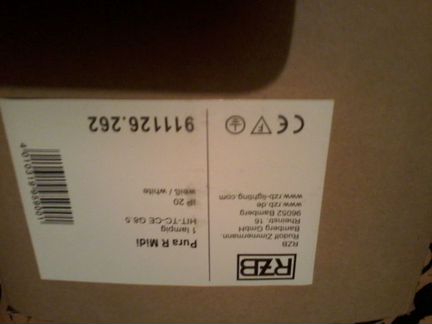 RZB
RZB
Rudolf Zimmermann
Bamberg GmbH
Rheinstr. 16
96052 Bamberg
www.rzb.de
www.rzb-lighting.com
CE F
Pura R Midi
1 lampig
HIT-TC-CE G8.5
IP 20
weiß / white
911126.262